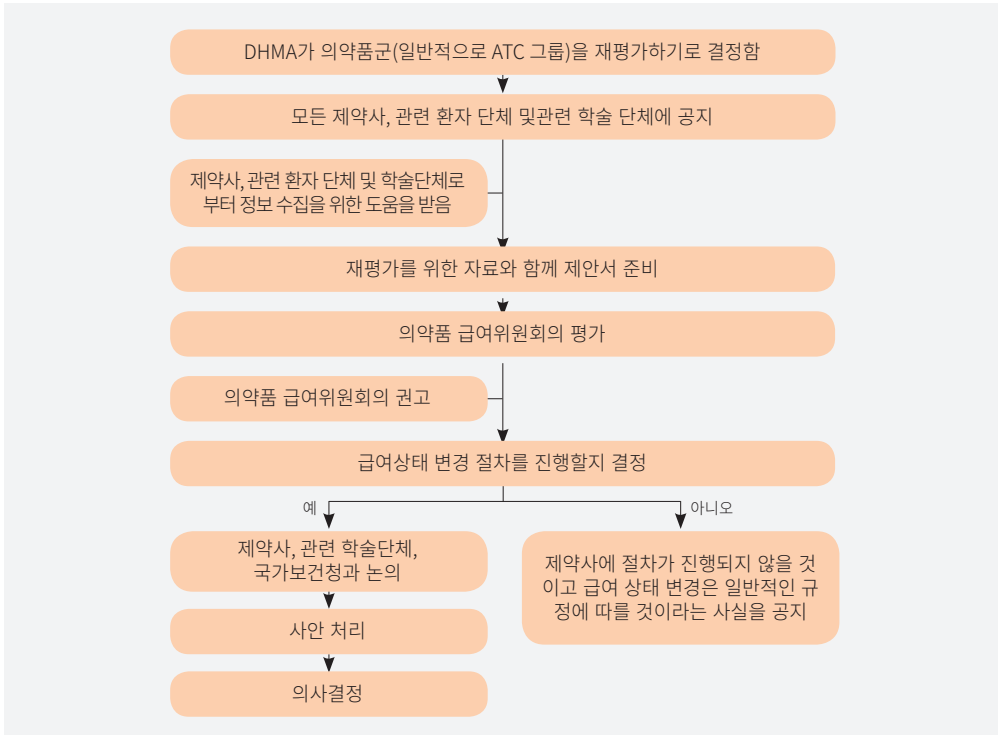 DHMA가 의약품군(일반적으로 ATC 그룹)을 재평가하기로 결정함
모든 제약사, 관련 환자 단체 및관련 학술 단체에 공지
제약사, 관련 환자 단체 및 학술단체로
부터 정보 수집을 위한 도움을 받음
재평가를 위한 자료와 함께 제안서 준비
의약품 급여위원회의 평가
의약품 급여위원회의 권고
급여상태 변경 절차를 진행할지 결정
예
아니오
제약사, 관련 학술단체,
국가보건청과 논의
사안 처리
의사결정
제약사에 절차가 진행되지 않을 것
이고 급여 상태 변경은 일반적인 규
정에 따를 것이라는 사실을 공지